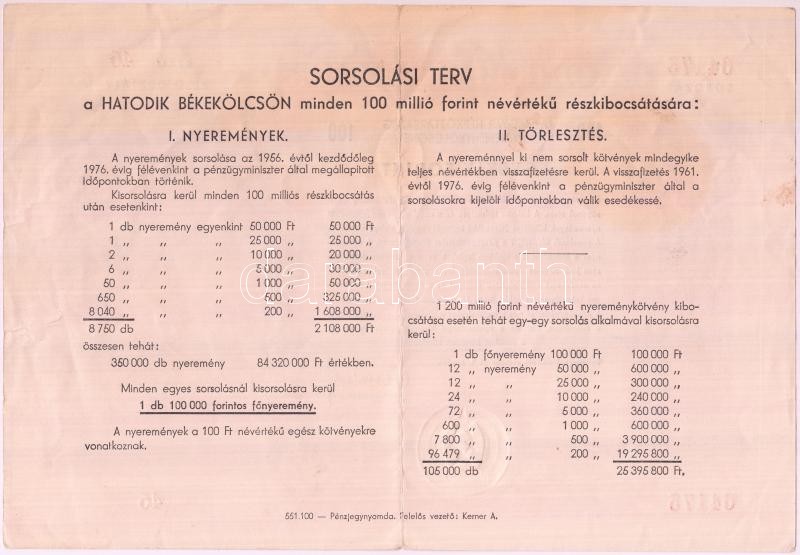 SORSOLÁSI TERV
a HATODIK BÉKEKÖLCSÖN minden 100 millió forint névértékű részkibocsátására:
I. NYEREMÉNYEK.
A nyeremények sorsolása az 1956. évtől kezdődőleg
1976. évig félévenkint a pénzügyminiszter által megállapított
időpontokban történik.
Kisorsolásra kerül minden 100 milliós részkibocsátás
után esetenkint:
1 db nyeremény egyenkint 50 000 Ft 50 000 Ft
1 „ „ „ 25 000 „ 25 000 „
2 „ „ „ 10 000 „ 20 000 „
6 „ „ „ 5 000 „ 30 000 „
50 „ „ „ 1 000 „ 50 000 „
650 „ „ „ 500 „ 325 000 „
8 040 „ „ „ 200 „ 1 608 000 „
8 750 db 2 108 000 Ft
összesen tehát:
350 000 db nyeremény 84 320 000 Ft értékben.
Minden egyes sorsolásnál kisorsolásra kerül
1 db 100 000 forintos főnyeremény.
A nyeremények a 100 Ft névértékű egész kötvényekre
vonatkoznak.
II. TÖRLESZTÉS.
A nyereménnyel ki nem sorsolt kötvények mindegyike
teljes névértékben visszafizetésre kerül. A visszafizetés 1961.
évtől 1976. évig félévenkint a pénzügyminiszter által a
sorsolásokra kijelölt időpontokban válik esedékessé.
1 200 millió forint névértékű nyereménykötvény kibo-
csátása esetén tehát egy-egy sorsolás alkalmával kisorsolásra
kerül:
1 db főnyeremény 100 000 Ft 100 000 Ft
12 „ nyeremény 50 000 „ 600 000 „
12 „ „ 25 000 „ 300 000 „
24 „ „ 10 000 „ 240 000 „
72 „ „ 5 000 „ 360 000 „
600 „ „ 1 000 „ 600 000 „
7 800 „ „ 500 „ 3 900 000 „
96 479 „ „ 200 „ 19 295 800 „
105 000 db 25 395 800 Ft.
551.100 — Pénzjegynyomda. Felelős vezető: Kerner A.
darabanth